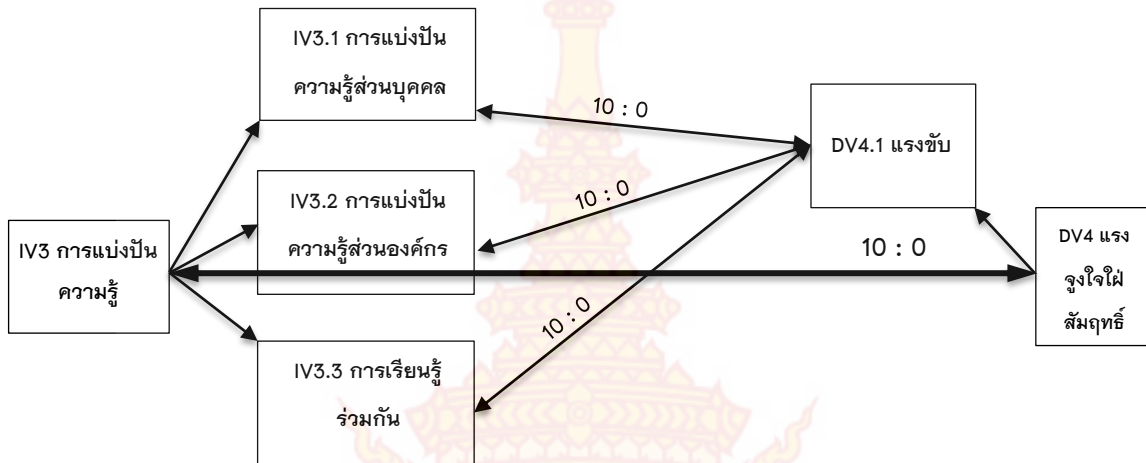 IV3.1 การแบ่งปัน
ความรู้ส่วนบุคคล
10 : 0
DV4.1 แรงขับ
IV3.2 การแบ่งปัน
ความรู้ส่วนองค์กร
10 : 0
IV3 การแบ่งปัน
ความรู้
10 : 0
DV4 แรง
จูงใจใฝ่
สัมฤทธิ์
10 : 0
IV3.3 การเรียนรู้
ร่วมกัน